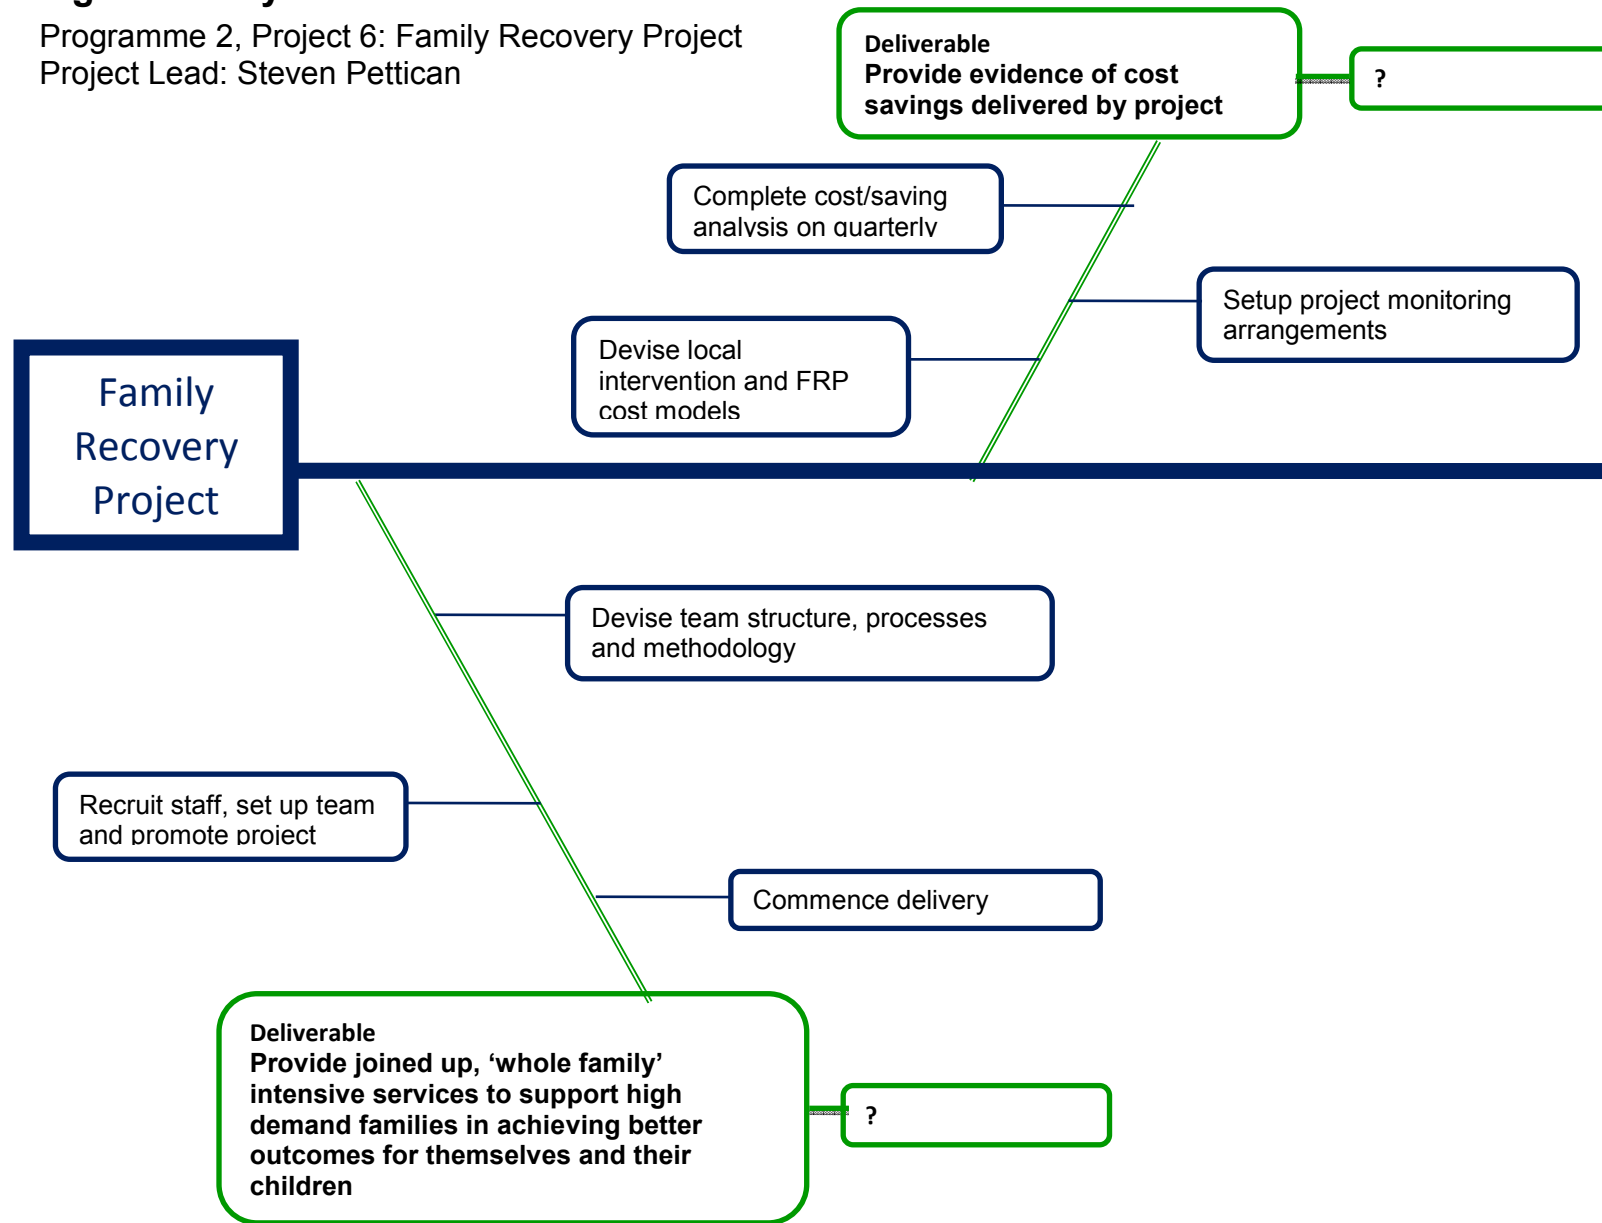 Programme 2, Project 6: Family Recovery Project
Project Lead: Steven Pettican
Deliverable
Provide evidence of cost
savings delivered by project
?
Complete cost/saving
analysis on quarterly
Setup project monitoring
arrangements
Devise local
intervention and FRP
cost models
Family
Recovery
Project
Devise team structure, processes
and methodology
Recruit staff, set up team
and promote project
Commence delivery
Deliverable
Provide joined up, ‘whole family’
intensive services to support high
demand families in achieving better
outcomes for themselves and their
children
?